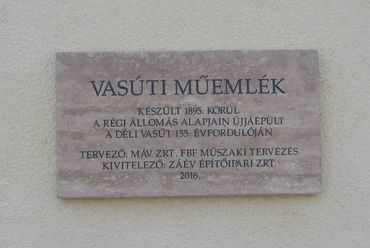 VASÚTI MŰEMLÉK
KÉSZÜLT 1895. KÖRÜL
A RÉGI ÁLLOMÁS ALAPJAIN ÚJJÁÉPÜLT
A DÉLI VASÚT 155. ÉVFORDULÓJÁN
TERVEZŐ: MÁV ZRT. FBF MŰSZAKI TERVEZÉS
KIVITELEZŐ: ZÁÉV ÉPÍTŐIPARI ZRT.
2016.